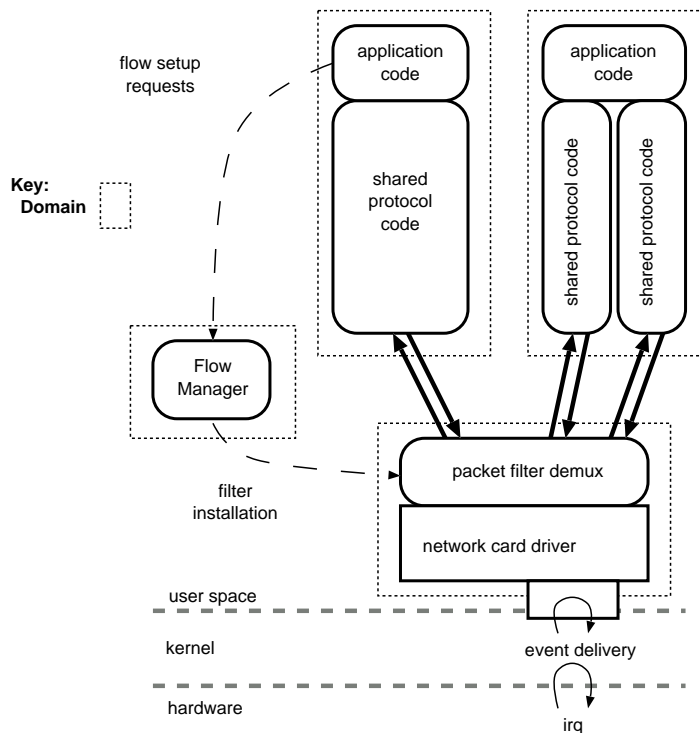 flow setup
requests
application
code
application
code
Key:
Domain
shared
protocol
code
shared protocol code
shared protocol code
Flow
Manager
filter
installation
packet filter demux
network card driver
user space
kernel
event delivery
hardware
irq